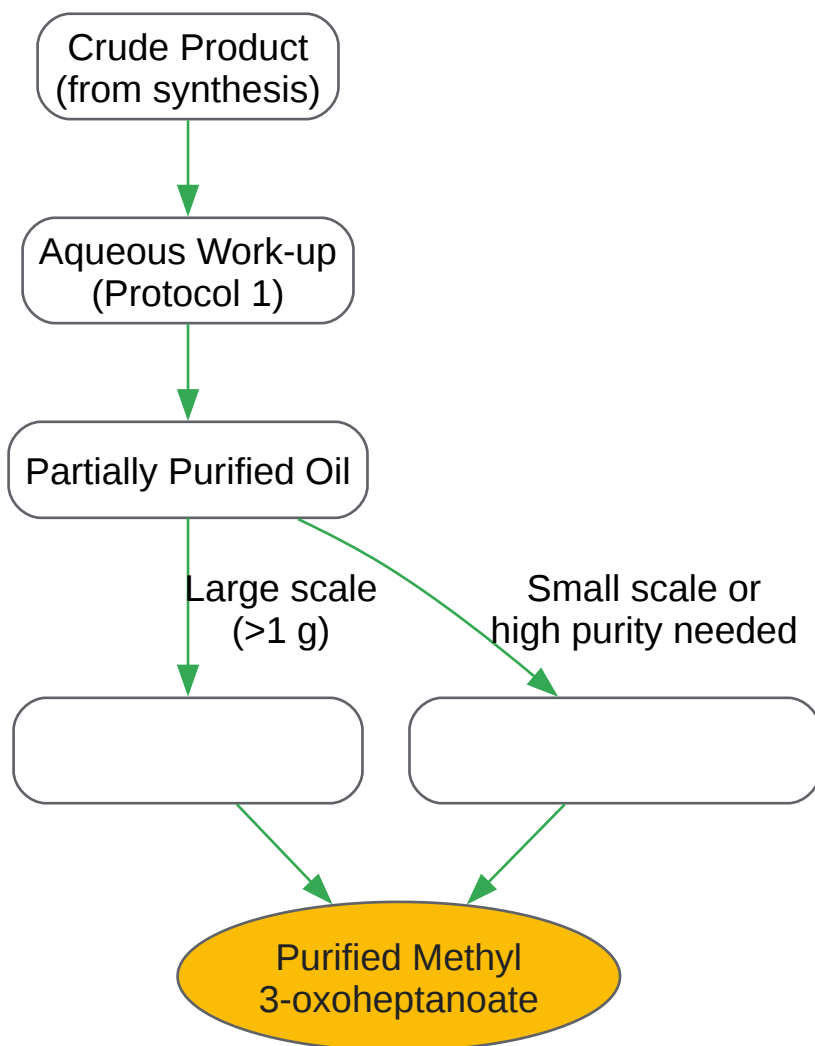 Crude Product
(from synthesis)
Aqueous Work-up
(Protocol 1)
Partially Purified Oil
Large scale
(>1 g)
Small scale or
high purity needed
Purified Methyl
3-oxoheptanoate